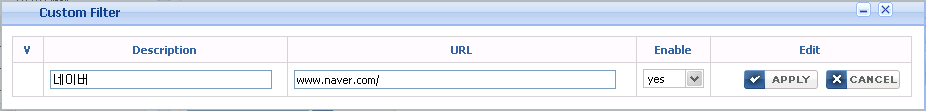 Custom Filter
V Description URL Enable Edit
네이버 www.naver.com/ yes APPLY CANCEL